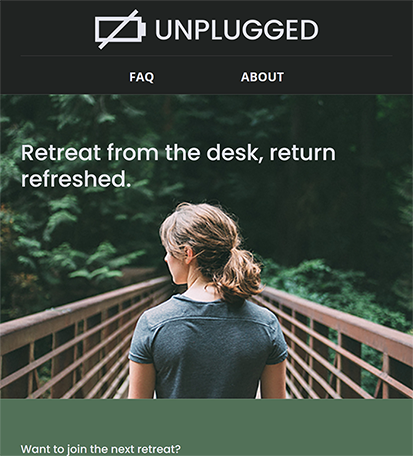 UNPLUGGED
FAQ ABOUT
Retreat from the desk, return
refreshed.
Want to join the next retreat?